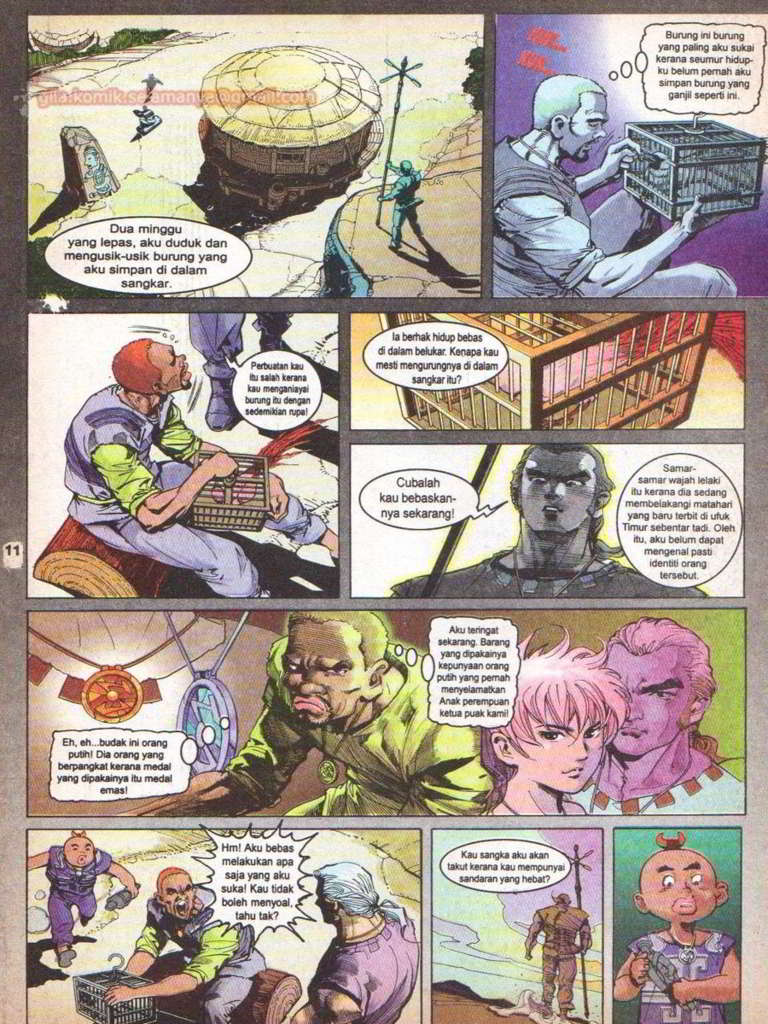 gila.komik.selamanya@gmail.com
Dua minggu
yang lepas, aku duduk dan
mengusik-usik burung yang
aku simpan di dalam
sangkar.
Burung ini burung
yang paling aku sukai
kerana seumur hidup-
ku belum pernah aku
simpan burung yang
ganjil seperti ini.
Perbuatan kau
itu salah kerana
kau menganiayai
burung itu dengan
sedemikian rupa!
Ia berhak hidup bebas
di dalam belukar. Kenapa kau
mesti mengurungnya di dalam
sangkar itu?
Cubalah
kau bebaskan-
nya sekarang!
Samar-
samar wajah lelaki
itu kerana dia sedang
membelakangi matahari
yang baru terbit di ufuk
Timur sebentar tadi. Oleh
itu, aku belum dapat
mengenal pasti
identiti orang
tersebut.
11
Eh, eh...budak ini orang
putih! Dia orang yang
berpangkat kerana medal
yang dipakainya itu medal
emas!
Aku teringat
sekarang. Barang
yang dipakainya
kepunyaan orang
putih yang pernah
menyelamatkan
Anak perempuan
ketua puak kami!
Hm! Aku bebas
melakukan apa
saja yang aku
suka! Kau tidak
boleh menyoal,
tahu tak?
Kau sangka aku akan
takut kerana kau mempunyai
sandaran yang hebat?